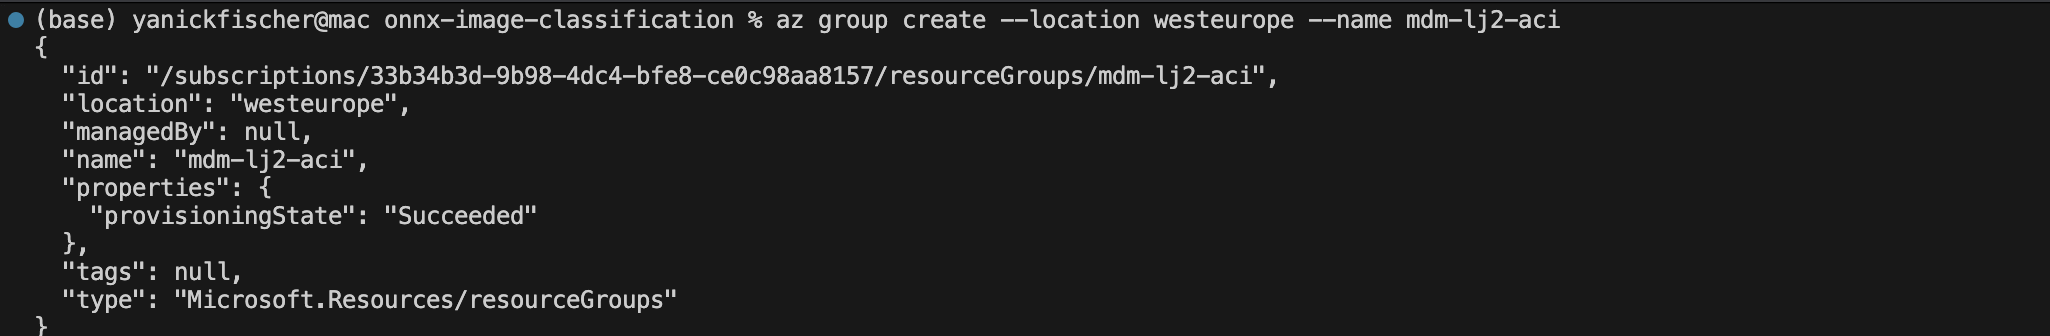 (base) yanickfischer@mac onnx-image-classification % az group create --location westeurope --name mdm-lj2-aci
{
  "id": "/subscriptions/33b34b3d-9b98-4dc4-bfe8-ce0c98aa8157/resourceGroups/mdm-lj2-aci",
  "location": "westeurope",
  "managedBy": null,
  "name": "mdm-lj2-aci",
  "properties": {
    "provisioningState": "Succeeded"
  },
  "tags": null,
  "type": "Microsoft.Resources/resourceGroups"
}